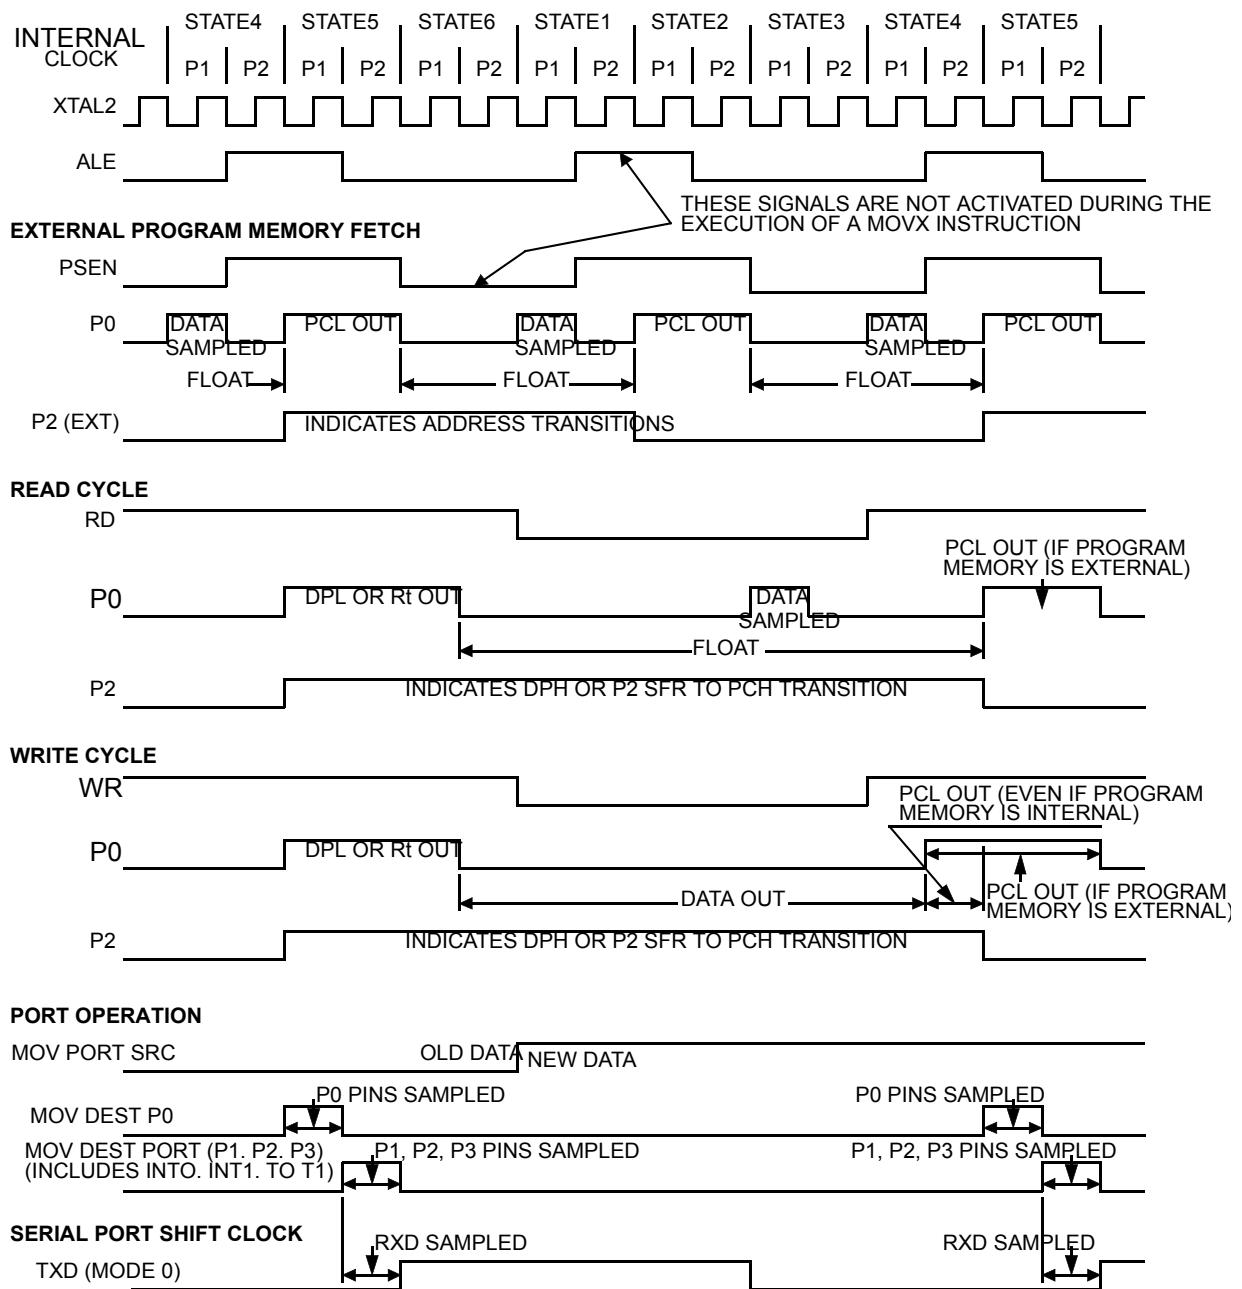 STATE4 STATE5 STATE6 STATE1 STATE2 STATE3 STATE4 STATE5
INTERNAL
CLOCK
P1 P2 P1 P2 P1 P2 P1 P2 P1 P2 P1 P2 P1 P2 P1 P2
XTAL2
ALE
THESE SIGNALS ARE NOT ACTIVATED DURING THE
EXECUTION OF A MOVX INSTRUCTION
EXTERNAL PROGRAM MEMORY FETCH
PSEN
P0 DATA PCL OUT DATA PCL OUT DATA PCL OUT
SAMPLED SAMPLED SAMPLED
FLOAT FLOAT FLOAT
P2 (EXT) INDICATES ADDRESS TRANSITIONS
READ CYCLE
RD
PCL OUT (IF PROGRAM
MEMORY IS EXTERNAL)
P0 DPL OR Rt OUT DATA
SAMPLED
FLOAT
P2 INDICATES DPH OR P2 SFR TO PCH TRANSITION
WRITE CYCLE
WR
PCL OUT (EVEN IF PROGRAM
MEMORY IS INTERNAL)
P0 DPL OR Rt OUT
DATA OUT
PCL OUT (IF PROGRAM
MEMORY IS EXTERNAL)
P2 INDICATES DPH OR P2 SFR TO PCH TRANSITION
PORT OPERATION
MOV PORT SRC OLD DATA NEW DATA
P0 PINS SAMPLED P0 PINS SAMPLED
MOV DEST P0
MOV DEST PORT (P1. P2. P3) P1, P2, P3 PINS SAMPLED P1, P2, P3 PINS SAMPLED
(INCLUDES INTO. INT1. TO T1)
SERIAL PORT SHIFT CLOCK
RXD SAMPLED RXD SAMPLED
TXD (MODE 0)